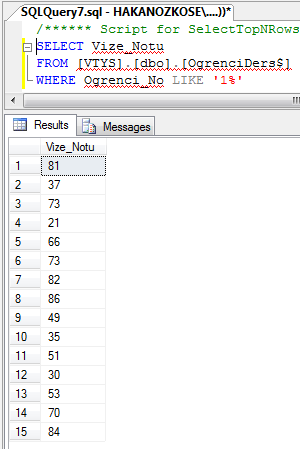 SQLQuery7.sql - HAKANOZKOSE\....))*
/****** Script for SelectTopNRows
SELECT Vize_Notu
FROM [VTYS].[dbo].[OgrenciDers$]
WHERE Ogrenci_No LIKE '1%'
Results Messages
Vize_Notu
1 81
2 37
3 73
4 21
5 66
6 73
7 82
8 86
9 49
10 35
11 51
12 30
13 53
14 70
15 84